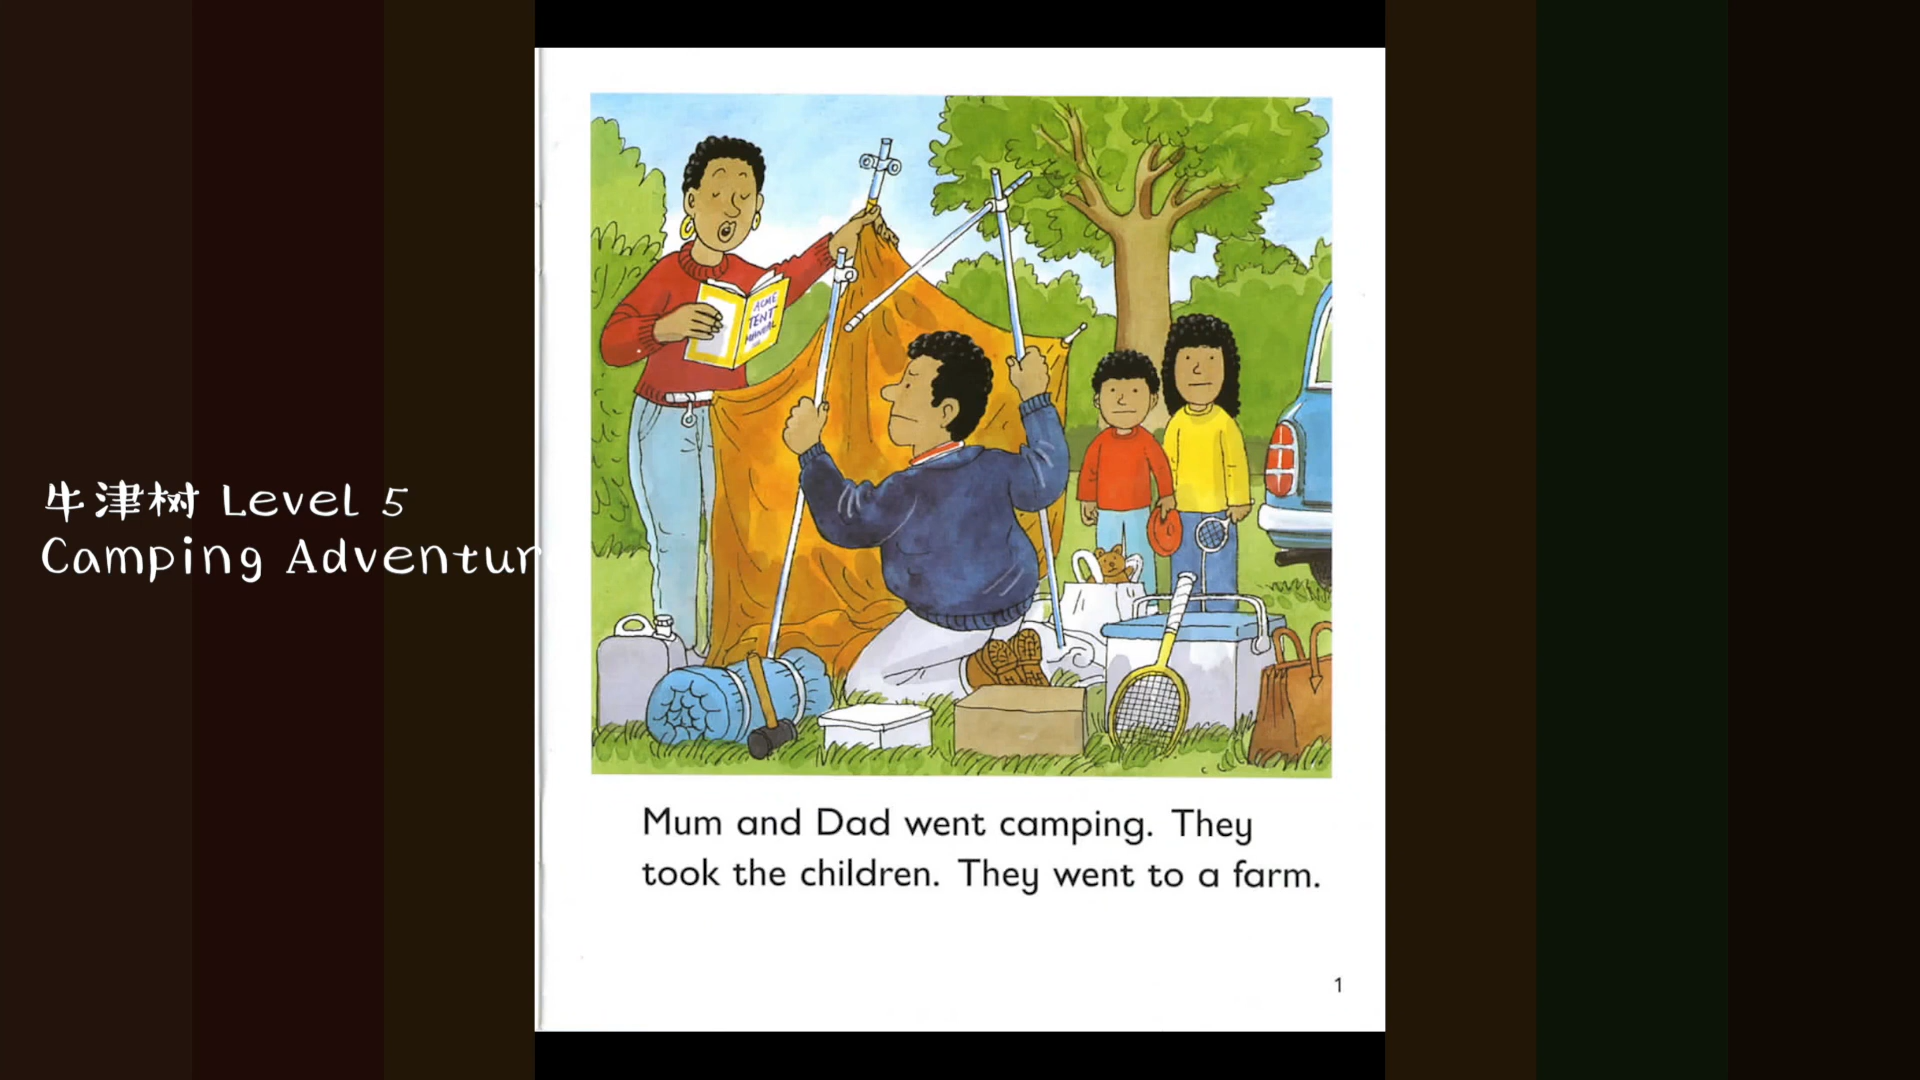 牛津树 Level 5
Camping Adventur
ACME
TENT
MANUAL
Mum and Dad went camping. They
took the children. They went to a farm.
1